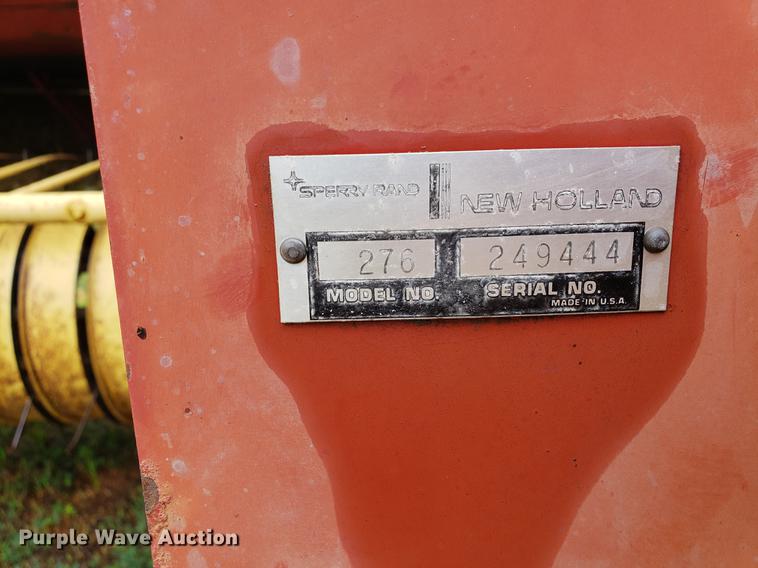 SPERRY RAND NEW HOLLAND
276 249444
MODEL NO. SERIAL NO.
MADE IN U.S.A.
Purple Wave Auction